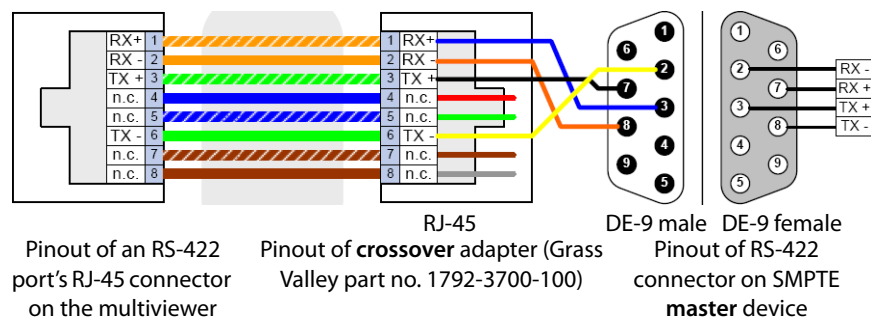 RX+ 1
RX - 2
TX + 3
n.c. 4
n.c. 5
TX - 6
n.c. 7
n.c. 8
1 RX+
2 RX -
3 TX +
4 n.c.
5 n.c.
6 TX -
7 n.c.
8 n.c.
1
6
2
7
3
8
4
9
5
1
6
2
7
3
8
4
9
5
RX -
RX +
TX +
TX -
RJ-45
DE-9 male
DE-9 female
Pinout of an RS-422
port's RJ-45 connector
on the multiviewer
Pinout of crossover adapter (Grass
Valley part no. 1792-3700-100)
Pinout of RS-422
connector on SMPTE
master device